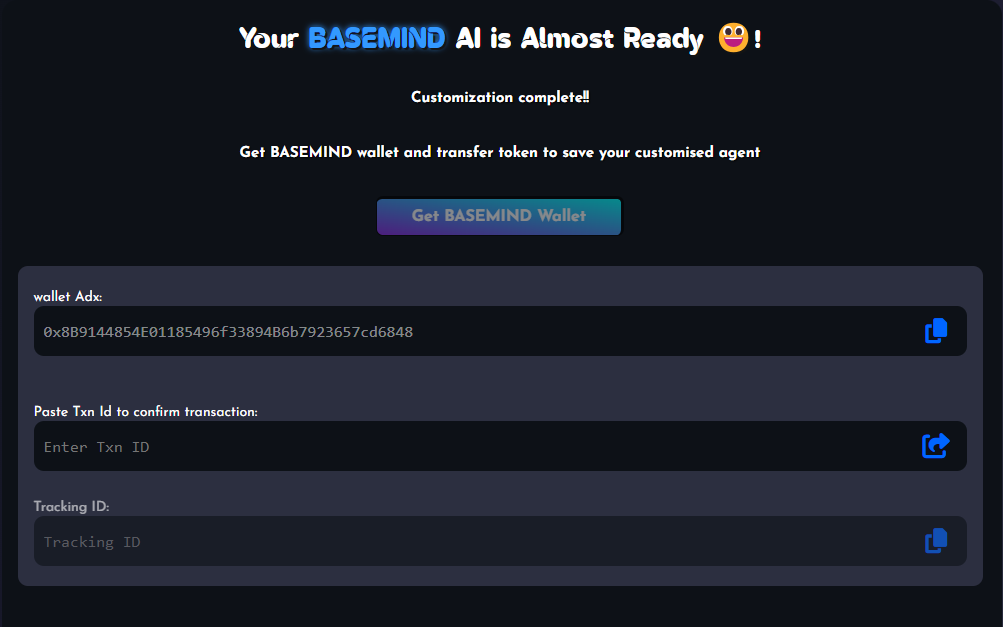 Your BASEMIND AI is Almost Ready 😀!
Customization complete!!
Get BASEMIND wallet and transfer token to save your customised agent
Get BASEMIND Wallet
wallet Adx:
0x8B9144854E01185496f33894B6b7923657cd6848
Paste Txn Id to confirm transaction:
Enter Txn ID
Tracking ID:
Tracking ID